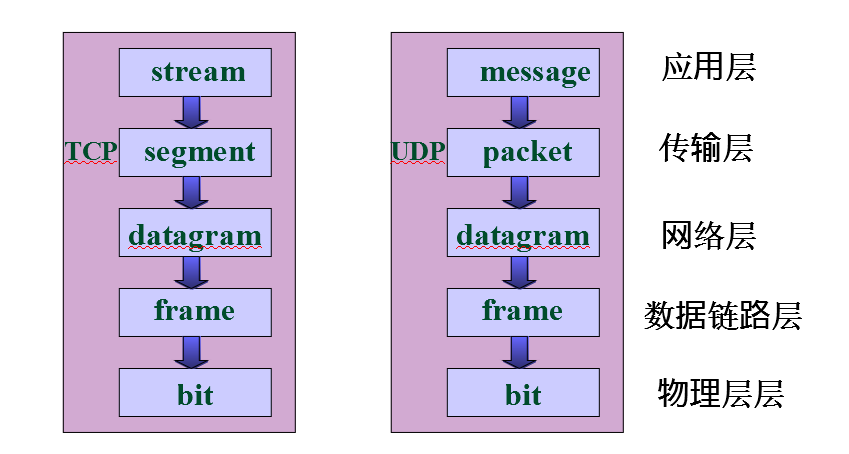 stream message 应用层
TCP segment UDP packet 传输层
datagram datagram 网络层
frame frame 数据链路层
bit bit 物理层层